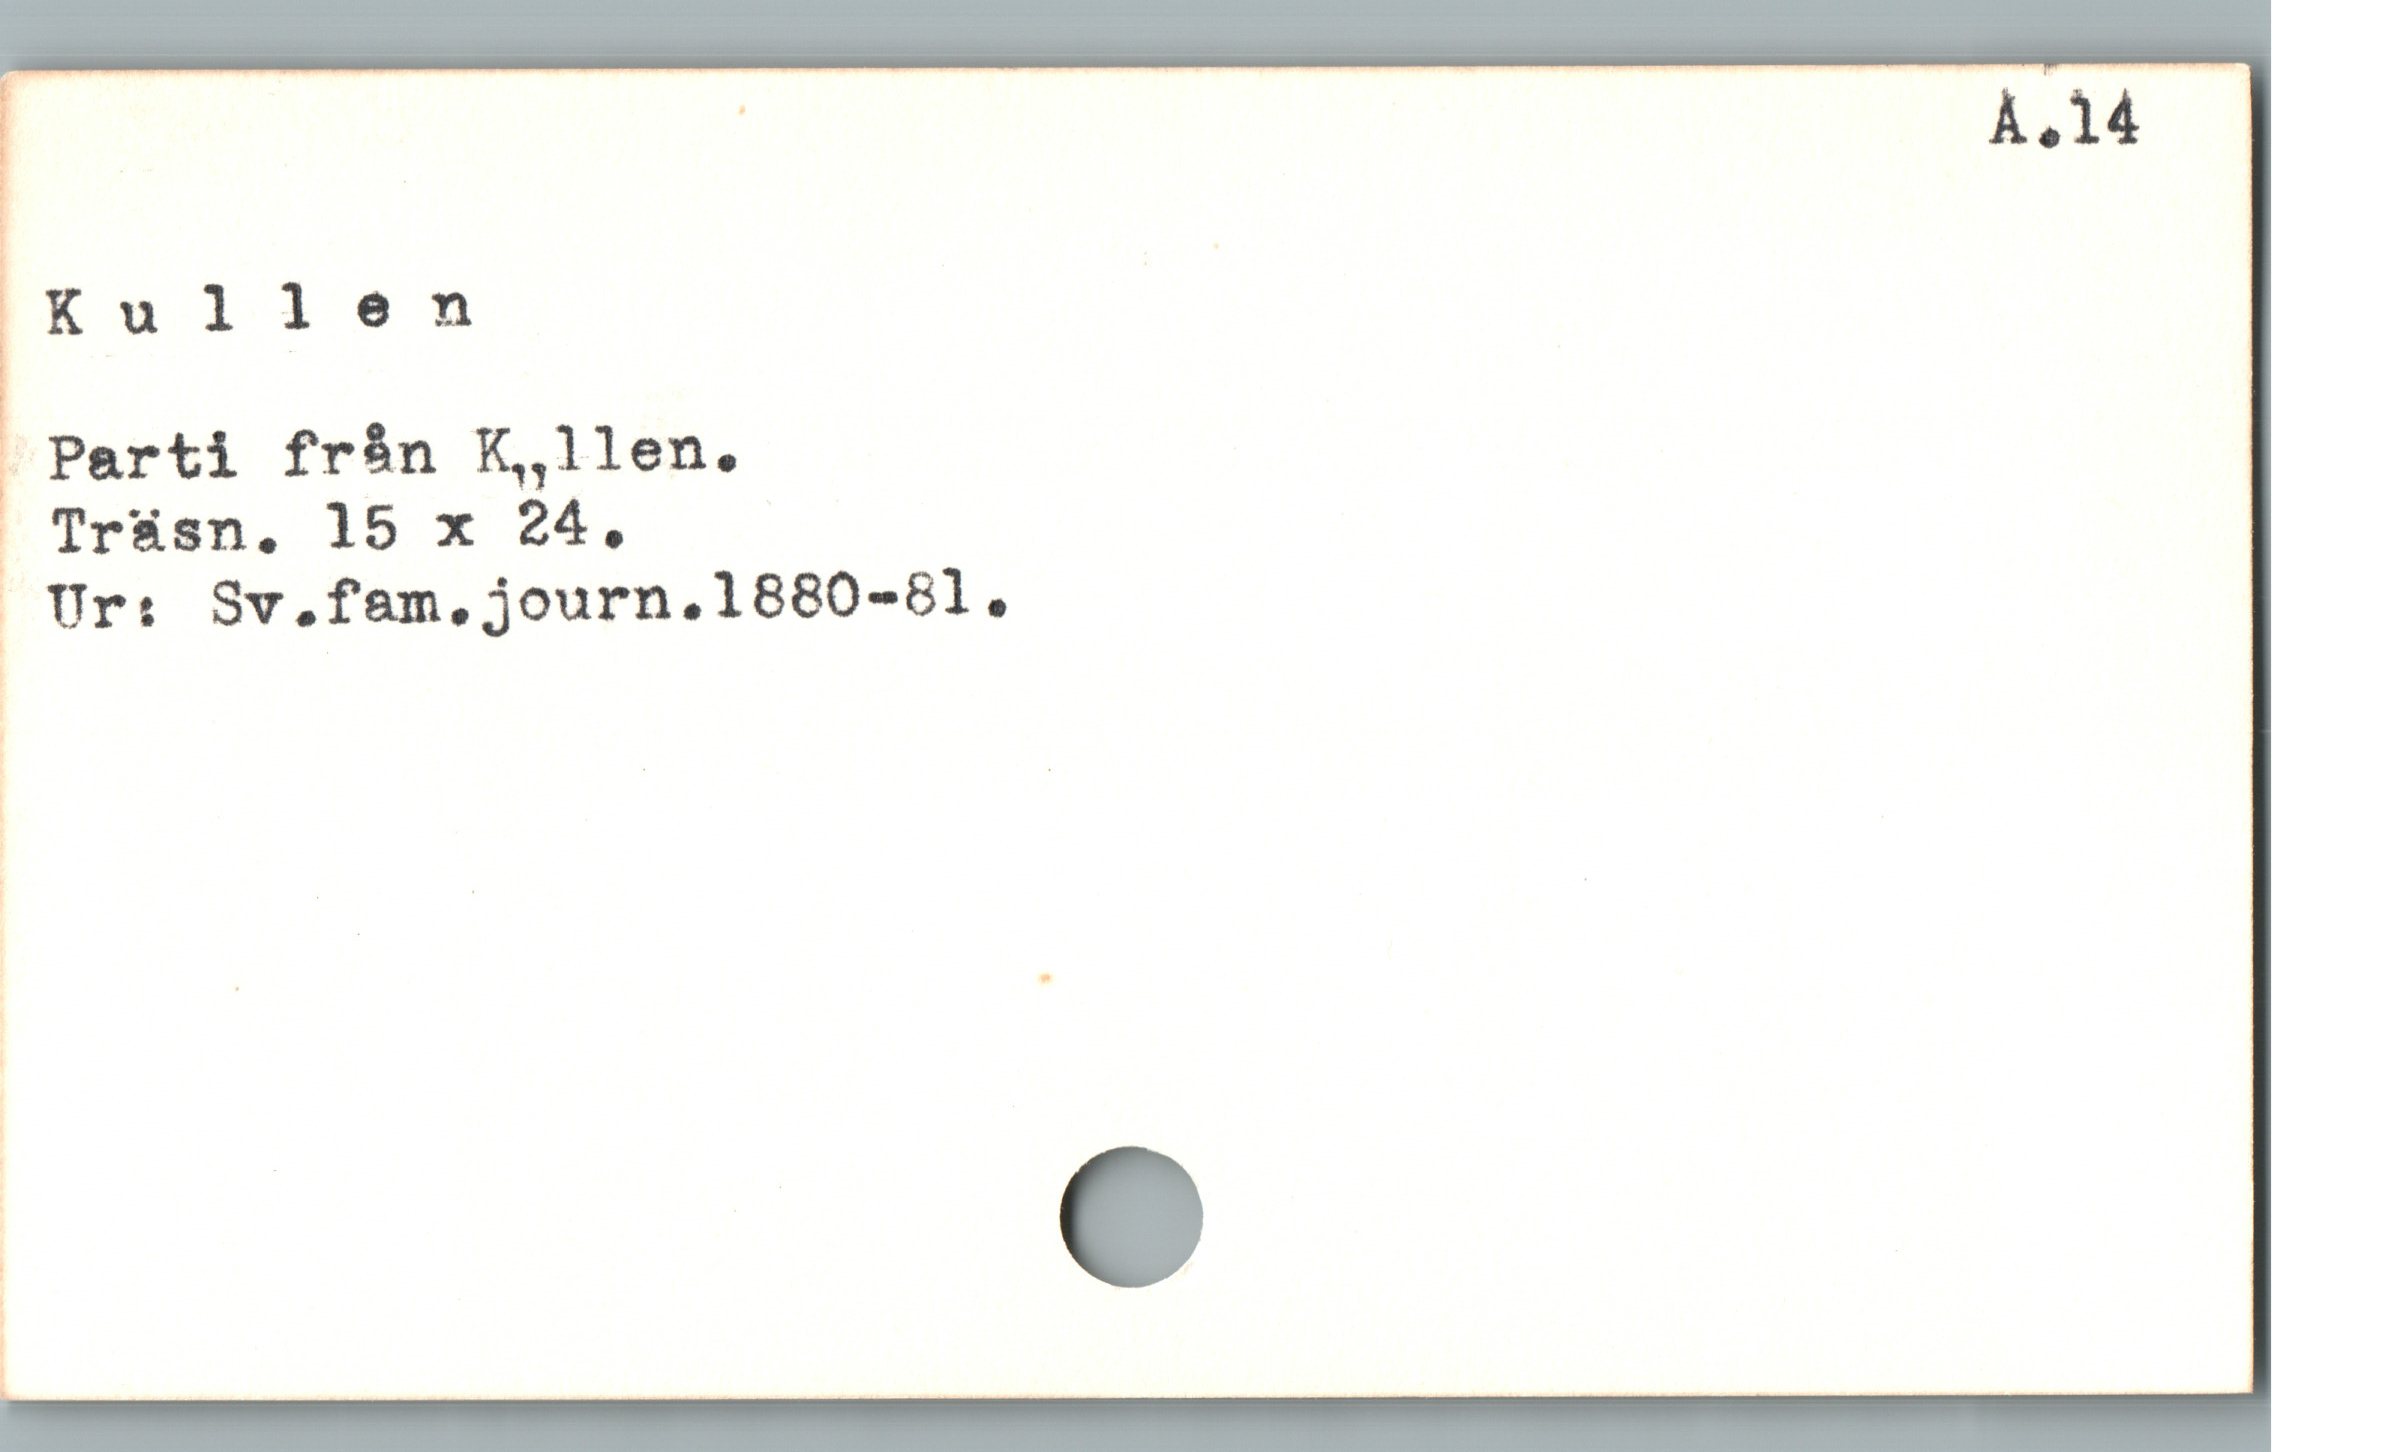 A.14
K u l l e n
Parti från K„llen.
Träsn. 15 x 24.
Ur: Sv.fam.journ.1880-81.